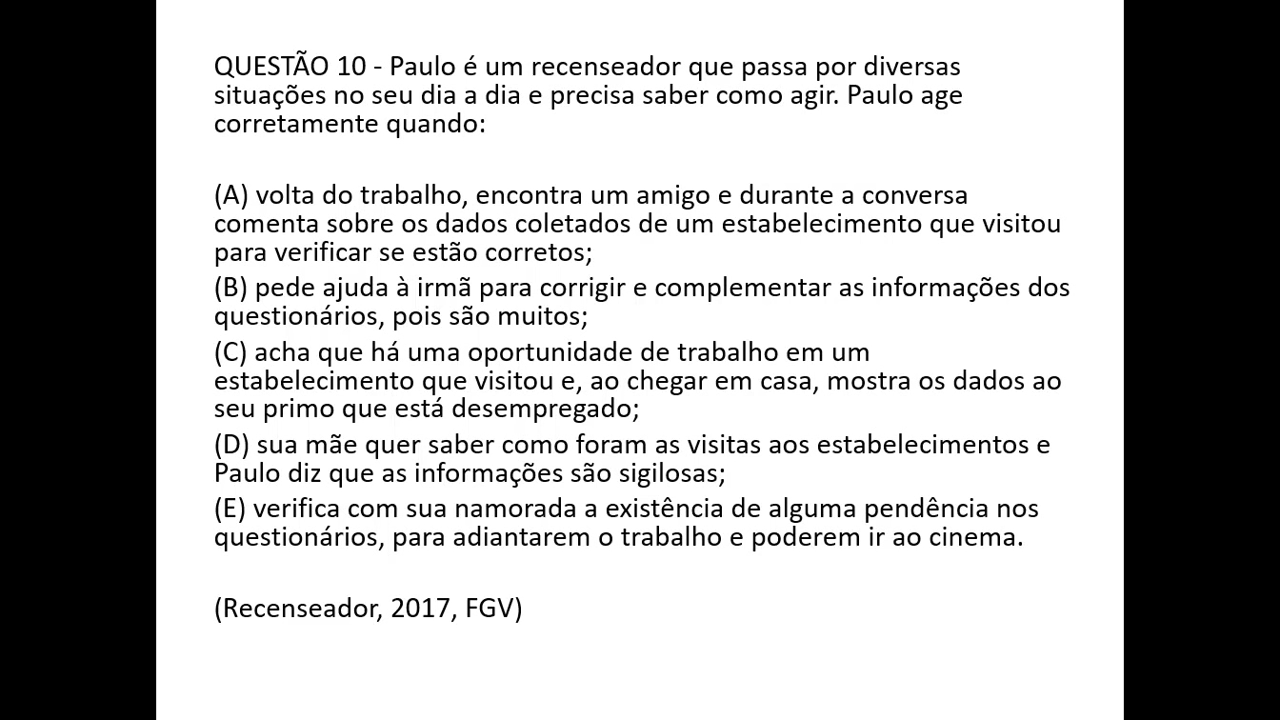 QUESTÃO 10 - Paulo é um recenseador que passa por diversas
situações no seu dia a dia e precisa saber como agir. Paulo age
corretamente quando:
(A) volta do trabalho, encontra um amigo e durante a conversa
comenta sobre os dados coletados de um estabelecimento que visitou
para verificar se estão corretos;
(B) pede ajuda à irmã para corrigir e complementar as informações dos
questionários, pois são muitos;
(C) acha que há uma oportunidade de trabalho em um
estabelecimento que visitou e, ao chegar em casa, mostra os dados ao
seu primo que está desempregado;
(D) sua mãe quer saber como foram as visitas aos estabelecimentos e
Paulo diz que as informações são sigilosas;
(E) verifica com sua namorada a existência de alguma pendência nos
questionários, para adiantarem o trabalho e poderem ir ao cinema.
(Recenseador, 2017, FGV)